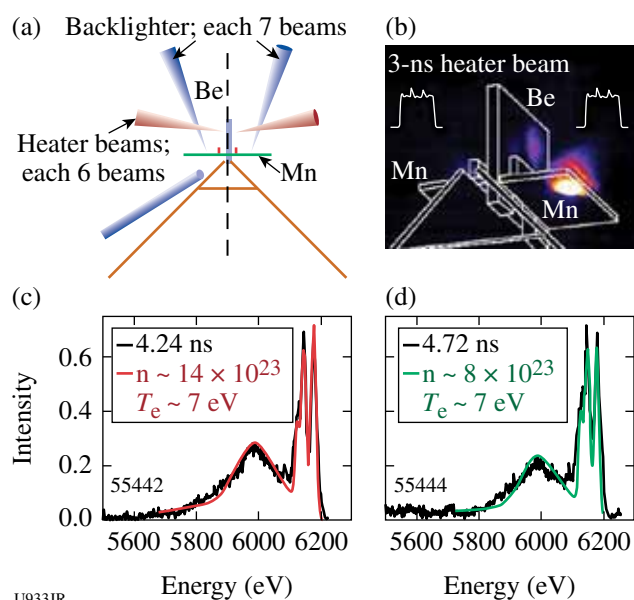 (a)
Backlighter; each 7 beams
Be
Heater beams;
each 6 beams
Mn
(b)
3-ns heater beam
Be
Mn
Mn
(c)
4.24 ns
n ~ 14 × 10²³
Tₑ ~ 7 eV
55442
Intensity
0.6
0.4
0.2
0.0
5600 5800 6000 6200
Energy (eV)
(d)
4.72 ns
n ~ 8 × 10²³
Tₑ ~ 7 eV
55444
5600 5800 6000 6200
Energy (eV)
U933JR